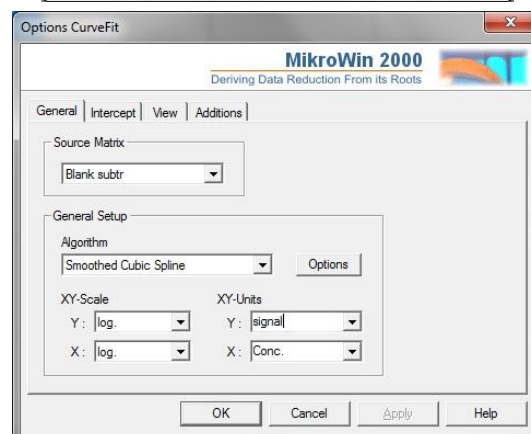 Options CurveFit
MikroWin 2000
Deriving Data Reduction From its Roots
General Intercept View Additions
Source Matrix
Blank subtr
General Setup
Algorithm
Smoothed Cubic Spline Options
XY-Scale XY-Units
Y: log. Y: signal
X: log. X: Conc.
OK Cancel Apply Help